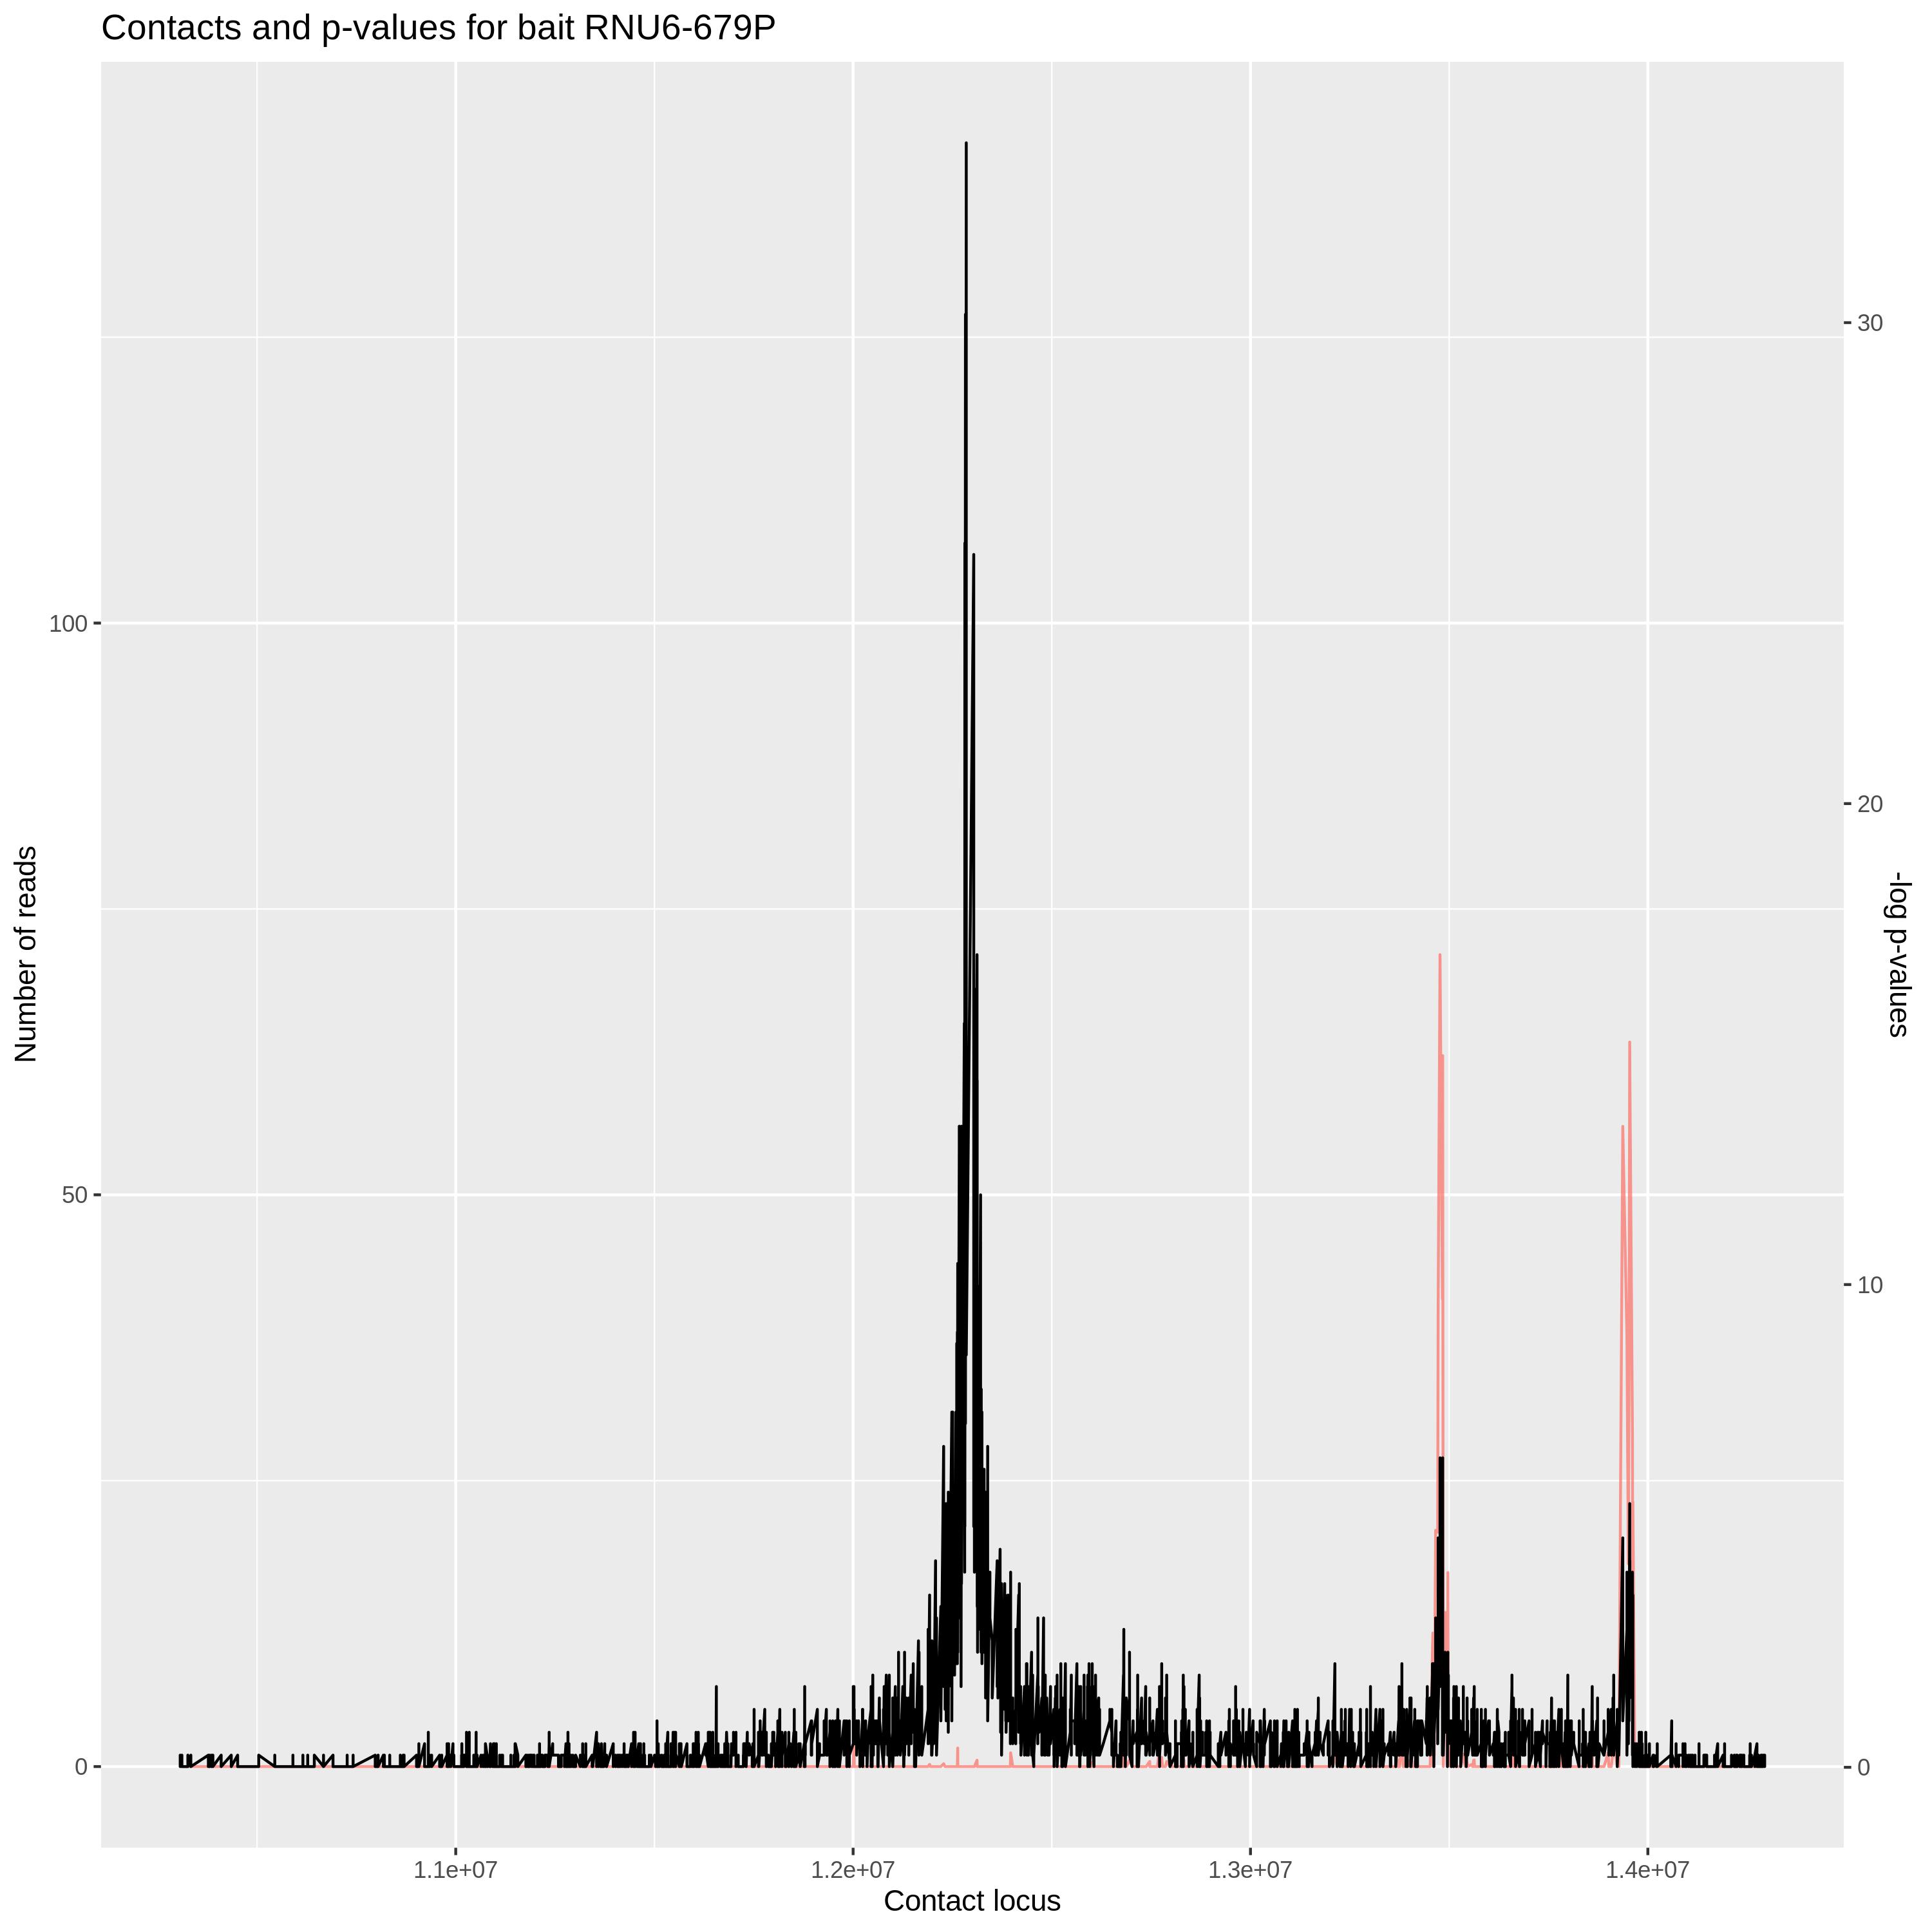 Contacts and p-values for bait RNU6-679P
Number of reads
100
50
0
30
20
10
0
-log p-values
1.1e+07 1.2e+07 1.3e+07 1.4e+07
Contact locus